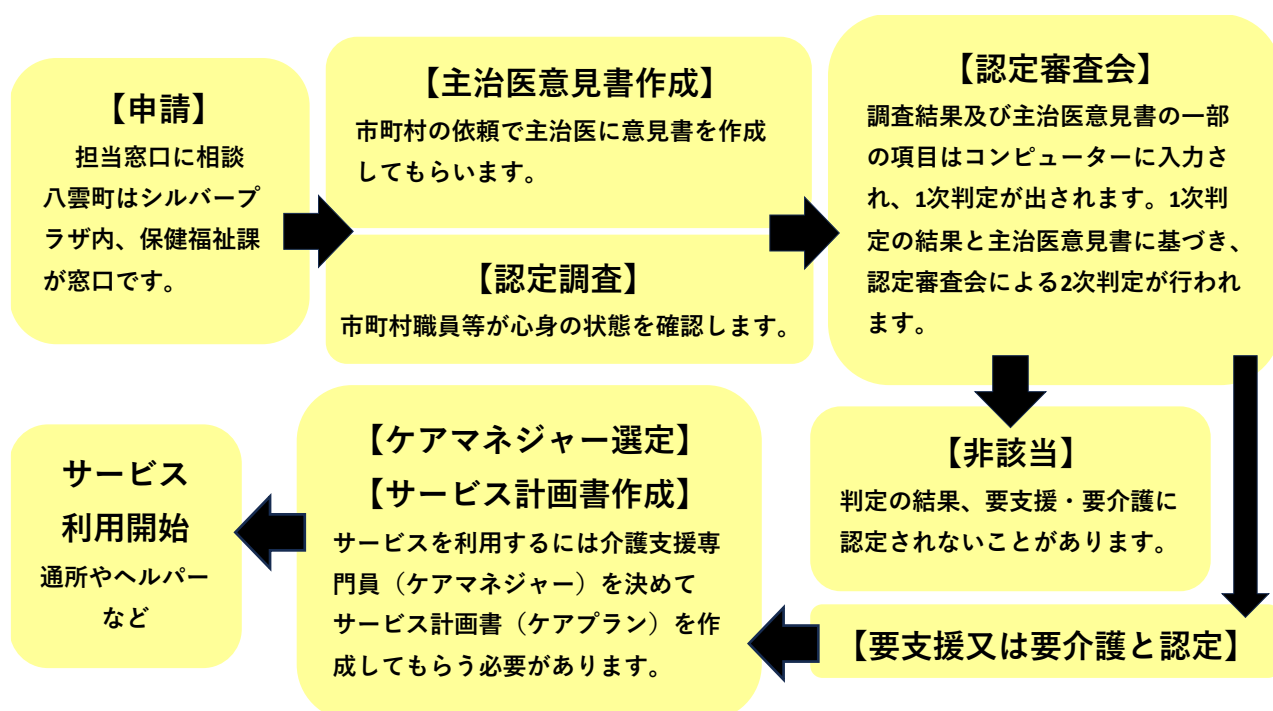 【申請】
担当窓口に相談
八雲町はシルバープ
ラザ内、保健福祉課
が窓口です。
【主治医意見書作成】
市町村の依頼で主治医に意見書を作成
してもらいます。
【認定調査】
市町村職員等が心身の状態を確認します。
【認定審査会】
調査結果及び主治医意見書の一部
の項目はコンピューターに入力さ
れ、1次判定が出されます。1次判
定の結果と主治医意見書に基づき、
認定審査会による2次判定が行われ
ます。
【非該当】
判定の結果、要支援・要介護に
認定されないことがあります。
【要支援又は要介護と認定】
【ケアマネジャー選定】
【サービス計画書作成】
サービスを利用するには介護支援専
門員（ケアマネジャー）を決めて
サービス計画書（ケアプラン）を作
成してもらう必要があります。
サービス
利用開始
通所やヘルパー
など